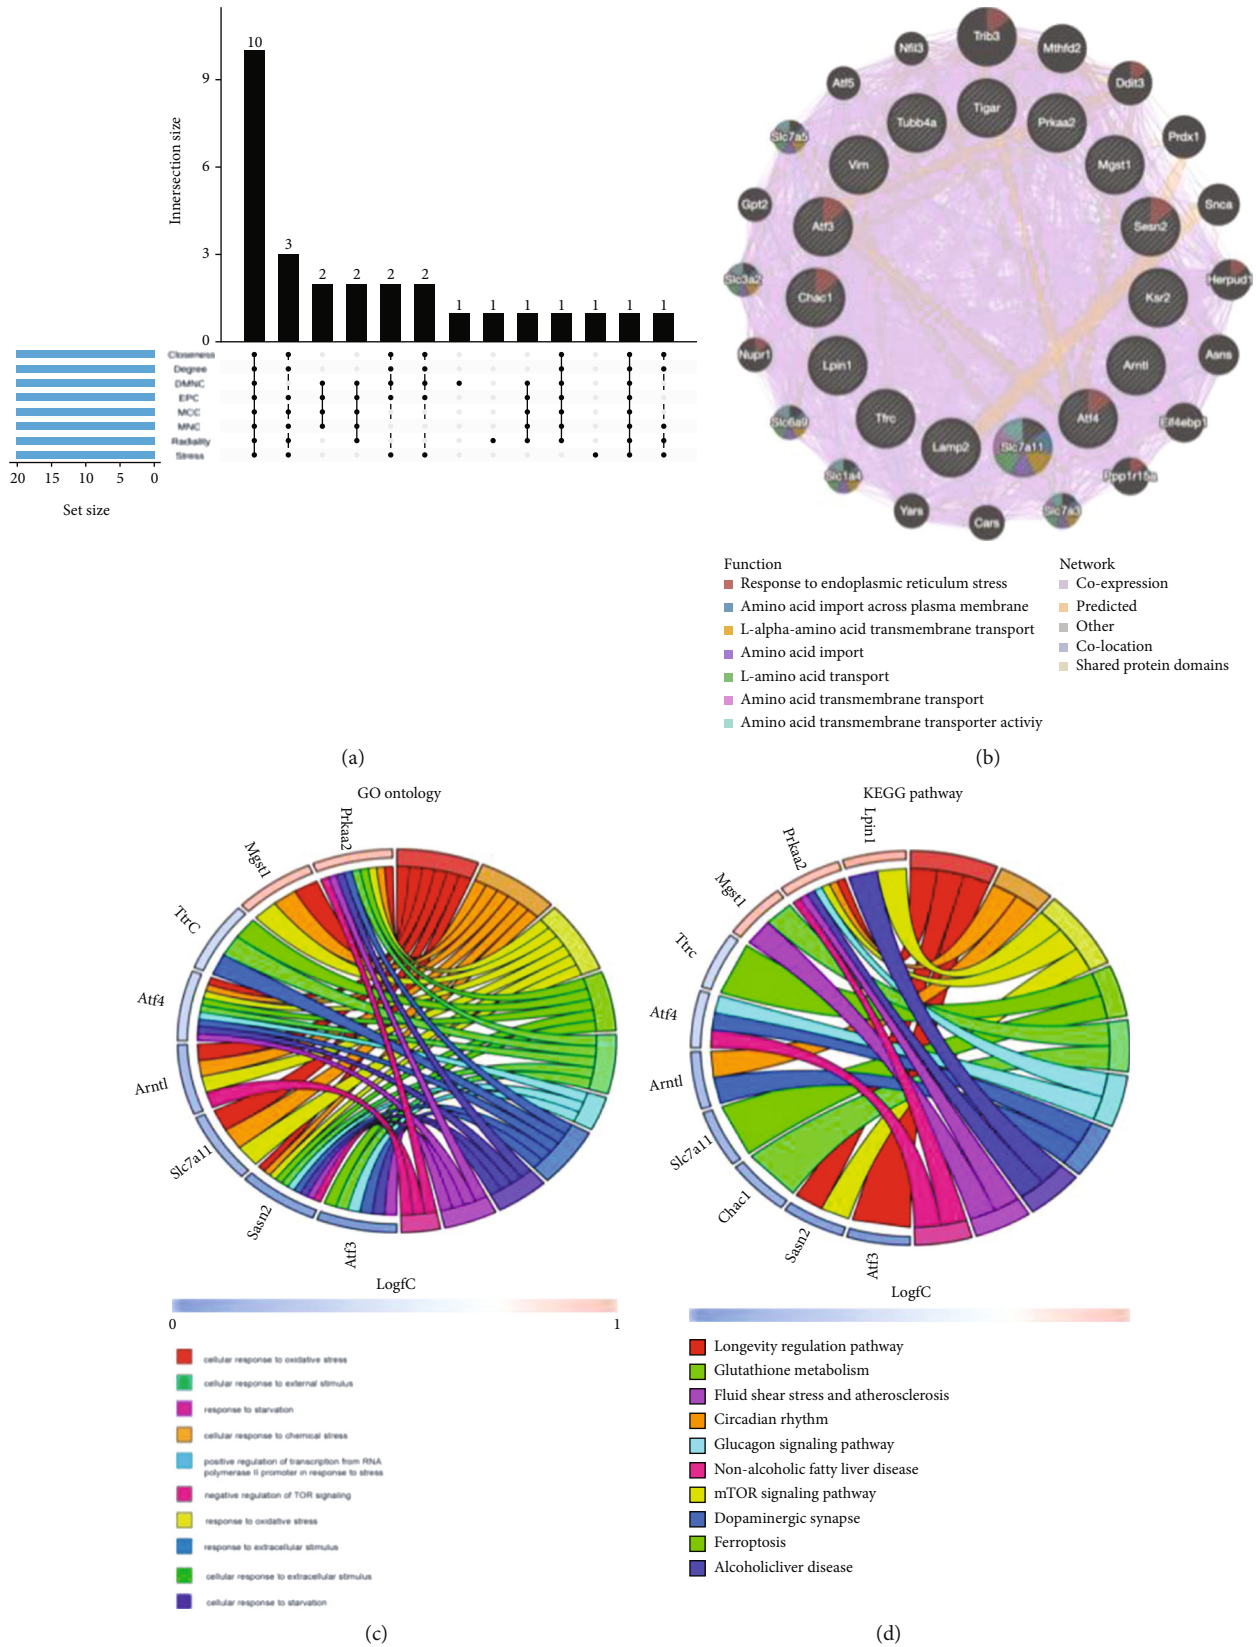 10
9
6
3
0
3
2
2
2
2
1
1
1
1
1
1
1
Innersection size
Closeness
Degree
DMNC
EPC
MCC
MNC
Radiality
Stress
20 15 10 5 0
Set size
(a)
Trib3
Nfil3
Mthfd2
Atf5
Ddit3
Tigar
Tubb4a
Prkaa2
Slc7a5
Prdx1
Vim
Mgst1
Gpt2
Snca
Atf3
Sesn2
Slc3a2
Herpud1
Chac1
Ksr2
Nupr1
Aans
Lpin1
Arntl
Slc6a9
Eif4ebp1
Tfrc
Atf4
Lamp2
Slc7a11
Slc1a4
Ppp1r15a
Yars
Cars
Slc7a3
Function
Response to endoplasmic reticulum stress
Amino acid import across plasma membrane
L-alpha-amino acid transmembrane transport
Amino acid import
L-amino acid transport
Amino acid transmembrane transport
Amino acid transmembrane transporter activiy
Network
Co-expression
Predicted
Other
Co-location
Shared protein domains
(b)
GO ontology
Prkaa2
Mgst1
TtrC
Atf4
Arntl
Slc7a11
Sasn2
Atf3
LogfC
0 1
cellular response to oxidative stress
cellular response to external stimulus
response to starvation
cellular response to chemical stress
positive regulation of transcription from RNA
polymerase II promoter in response to stress
negative regulation of TOR signaling
response to oxidative stress
response to extracellular stimulus
cellular response to extracellular stimulus
cellular response to starvation
(c)
KEGG pathway
Lpin1
Prkaa2
Mgst1
Ttrc
Atf4
Arntl
Slc7a11
Chac1
Sasn2
Atf3
LogfC
Longevity regulation pathway
Glutathione metabolism
Fluid shear stress and atherosclerosis
Circadian rhythm
Glucagon signaling pathway
Non-alcoholic fatty liver disease
mTOR signaling pathway
Dopaminergic synapse
Ferroptosis
Alcoholicliver disease
(d)